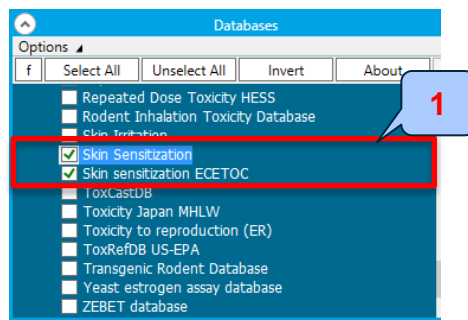 Databases
Options
f Select All Unselect All Invert About
Repeated Dose Toxicity HESS
Rodent Inhalation Toxicity Database
Skin Irritation
Skin Sensitization
Skin sensitization ECETOC
ToxCastDB
Toxicity Japan MHLW
Toxicity to reproduction (ER)
ToxRefDB US-EPA
Transgenic Rodent Database
Yeast estrogen assay database
ZEBET database
1